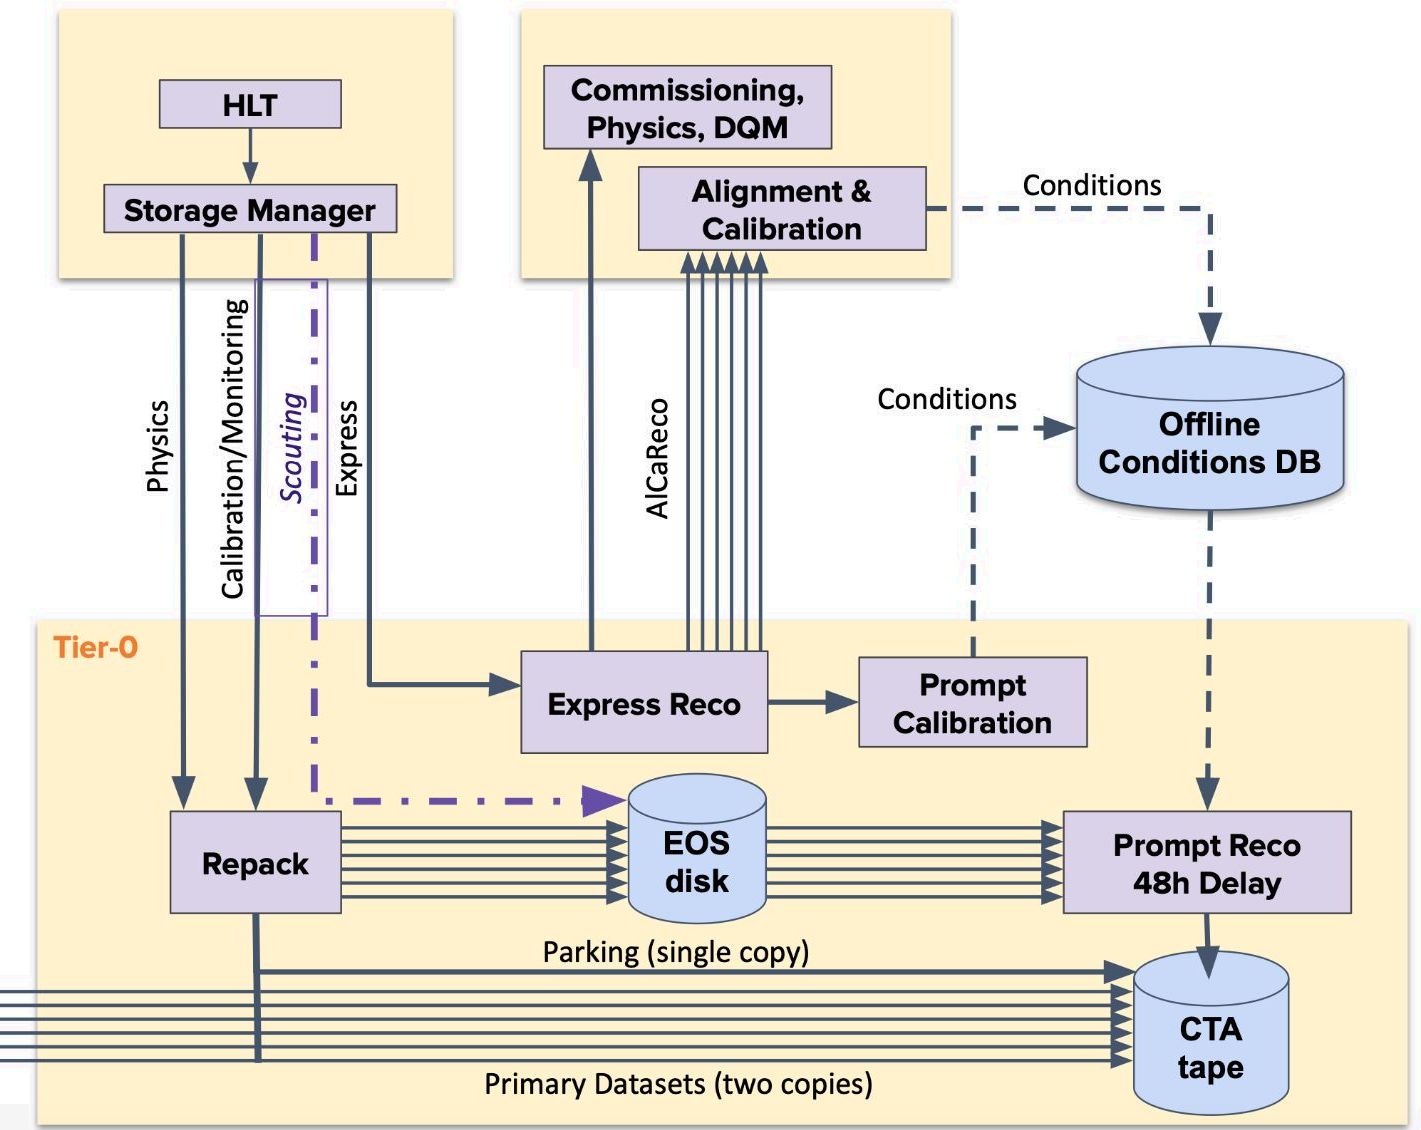 HLT
Storage Manager
Commissioning,
Physics, DQM
Alignment &
Calibration
Conditions
Physics
Calibration/Monitoring
Scouting
Express
AlCaReco
Conditions
Offline
Conditions DB
Tier-0
Express Reco
Prompt
Calibration
Repack
EOS
disk
Prompt Reco
48h Delay
Parking (single copy)
CTA
tape
Primary Datasets (two copies)